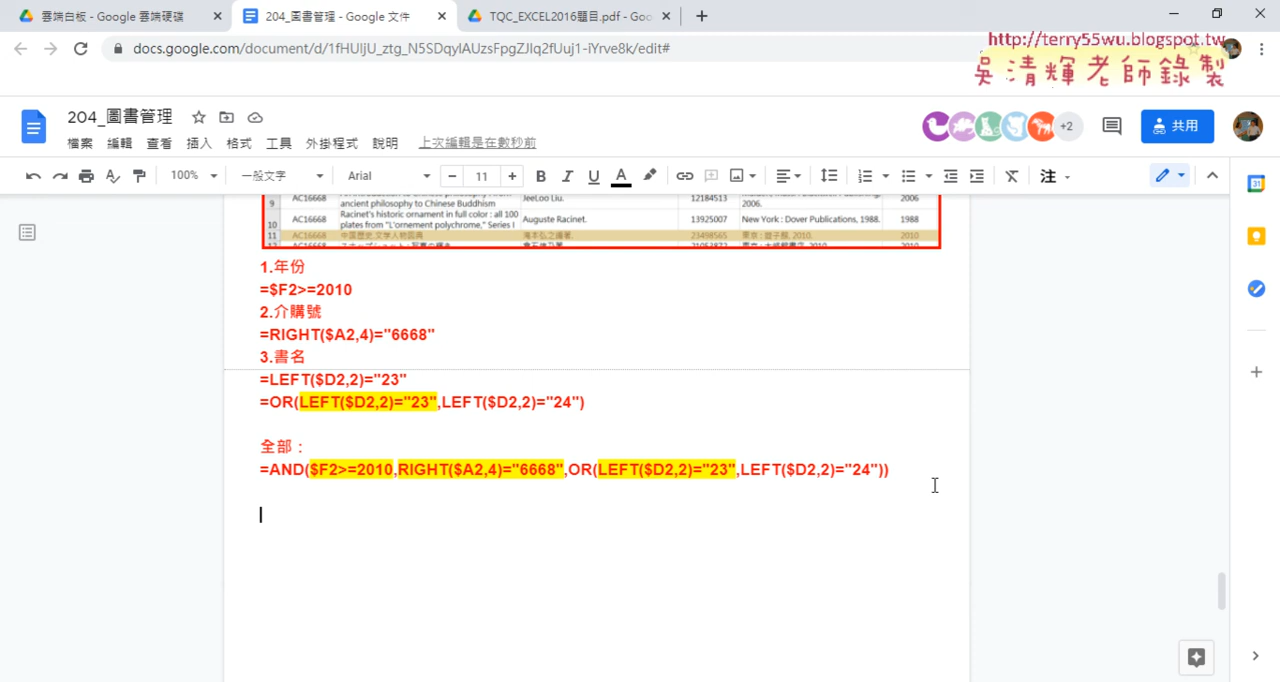 雲端白板 - Google 雲端硬碟
204_圖書管理 - Google 文件
TQC_EXCEL2016題目.pdf - Goo
docs.google.com/document/d/1fHUIjU_ztg_N5SDqylAUzsFpgZJIq2fUuj1-iYrve8k/edit#
http://terry55wu.blogspot.tw
吳清輝老師錄製
204_圖書管理
檔案 編輯 查看 插入 格式 工具 外掛程式 說明 上次編輯是在數秒前
+2
共用
100% 一般文字 Arial 11 注
9 AC16668 ancient philosophy to Chinese Buddhism JeeLoo Liu. 12184513 2006. 2006
10 AC16668 Racinet's historic ornament in full color : all 100 plates from "L'ornement polychrome," Series I Auguste Racinet. 13925007 New York : Dover Publications, 1988. 1988
11 AC16668 23498565 2010
1.年份
=$F2>=2010
2.介購號
=RIGHT($A2,4)="6668"
3.書名
=LEFT($D2,2)="23"
=OR(LEFT($D2,2)="23",LEFT($D2,2)="24")
全部：
=AND($F2>=2010,RIGHT($A2,4)="6668",OR(LEFT($D2,2)="23",LEFT($D2,2)="24"))